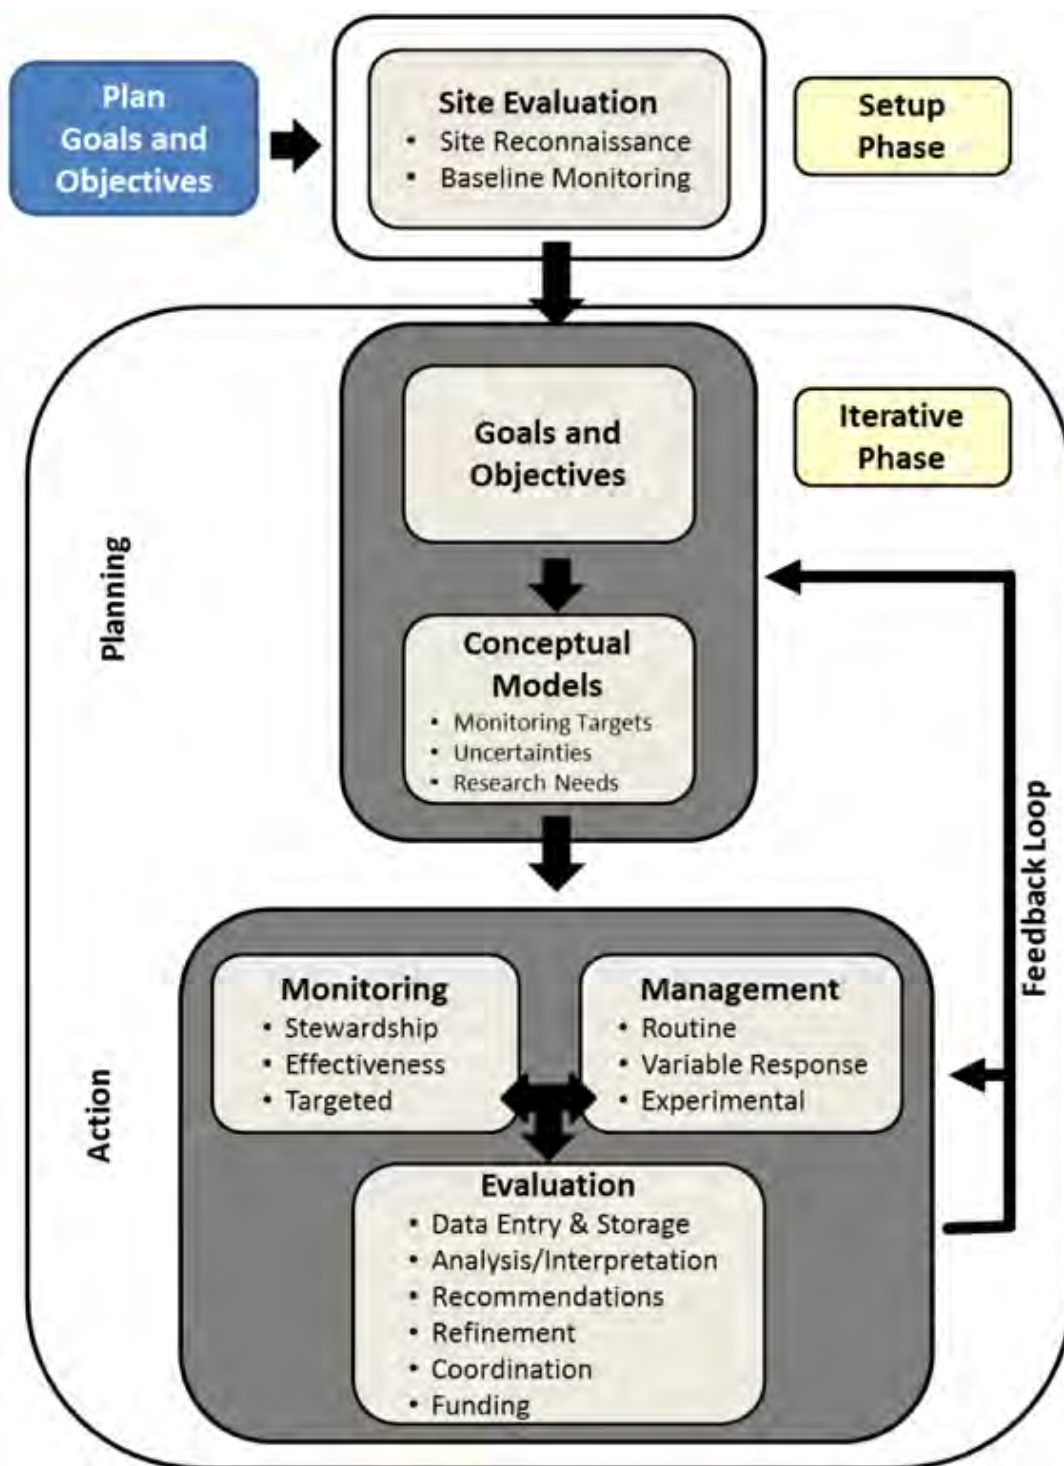 Plan
Goals and
Objectives
Site Evaluation
• Site Reconnaissance
• Baseline Monitoring
Setup
Phase
Goals and
Objectives
Iterative
Phase
Planning
Conceptual
Models
• Monitoring Targets
• Uncertainties
• Research Needs
Feedback Loop
Action
Monitoring
• Stewardship
• Effectiveness
• Targeted
Management
• Routine
• Variable Response
• Experimental
Evaluation
• Data Entry & Storage
• Analysis/Interpretation
• Recommendations
• Refinement
• Coordination
• Funding